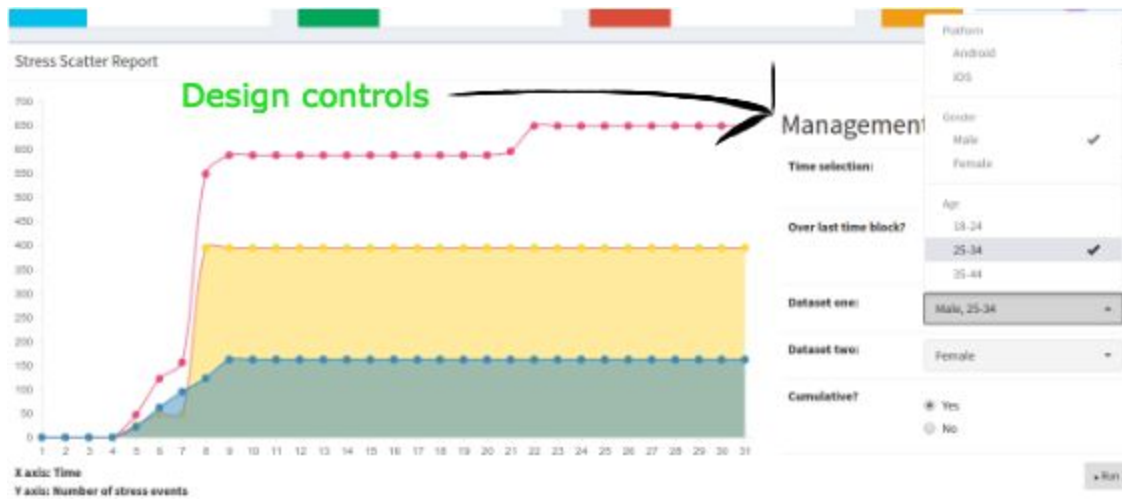 Stress Scatter Report
Design controls
Management
Platform
Android
iOS
Gender
Male
Female
Age
18-24
25-34
35-44
Time selection:
Over last time block?
Dataset one:
Male, 25-34
Dataset two:
Female
Cumulative?
Yes
No
Run
700
650
600
550
500
450
400
350
300
250
200
150
100
50
0
1 2 3 4 5 6 7 8 9 10 11 12 13 14 15 16 17 18 19 20 21 22 23 24 25 26 27 28 29 30 31
X axis: Time
Y axis: Number of stress events